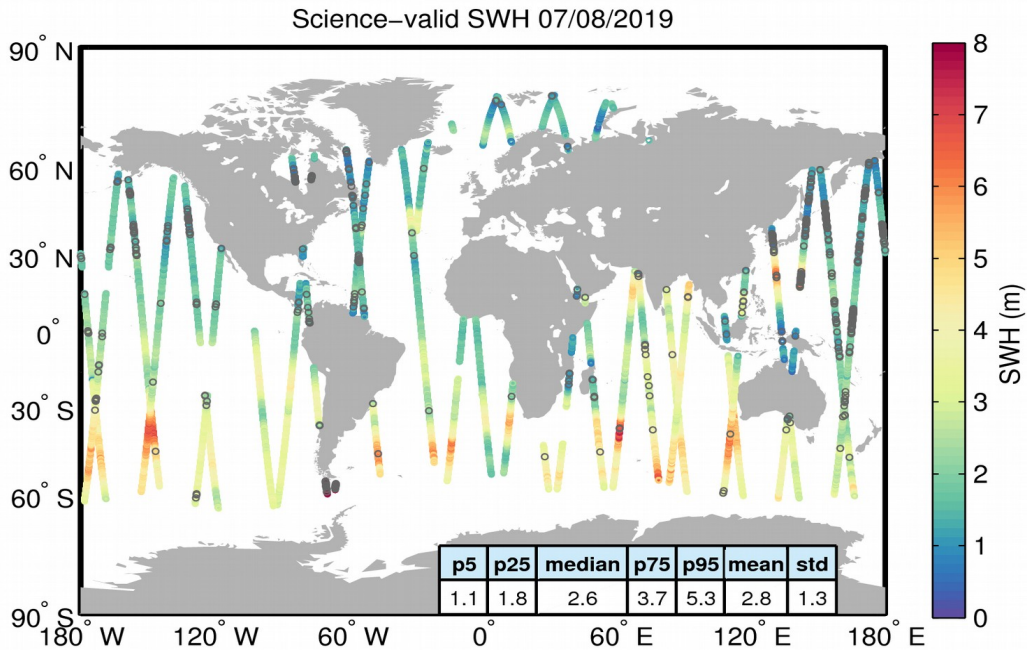 Science−valid SWH 07/08/2019
90° N
60° N
30° N
0°
30° S
60° S
90° S
180° W
120° W
60° W
0°
60° E
120° E
180° E
p5 p25 median p75 p95 mean std
1.1 1.8 2.6 3.7 5.3 2.8 1.3
8
7
6
5
4
3
2
1
0
SWH (m)